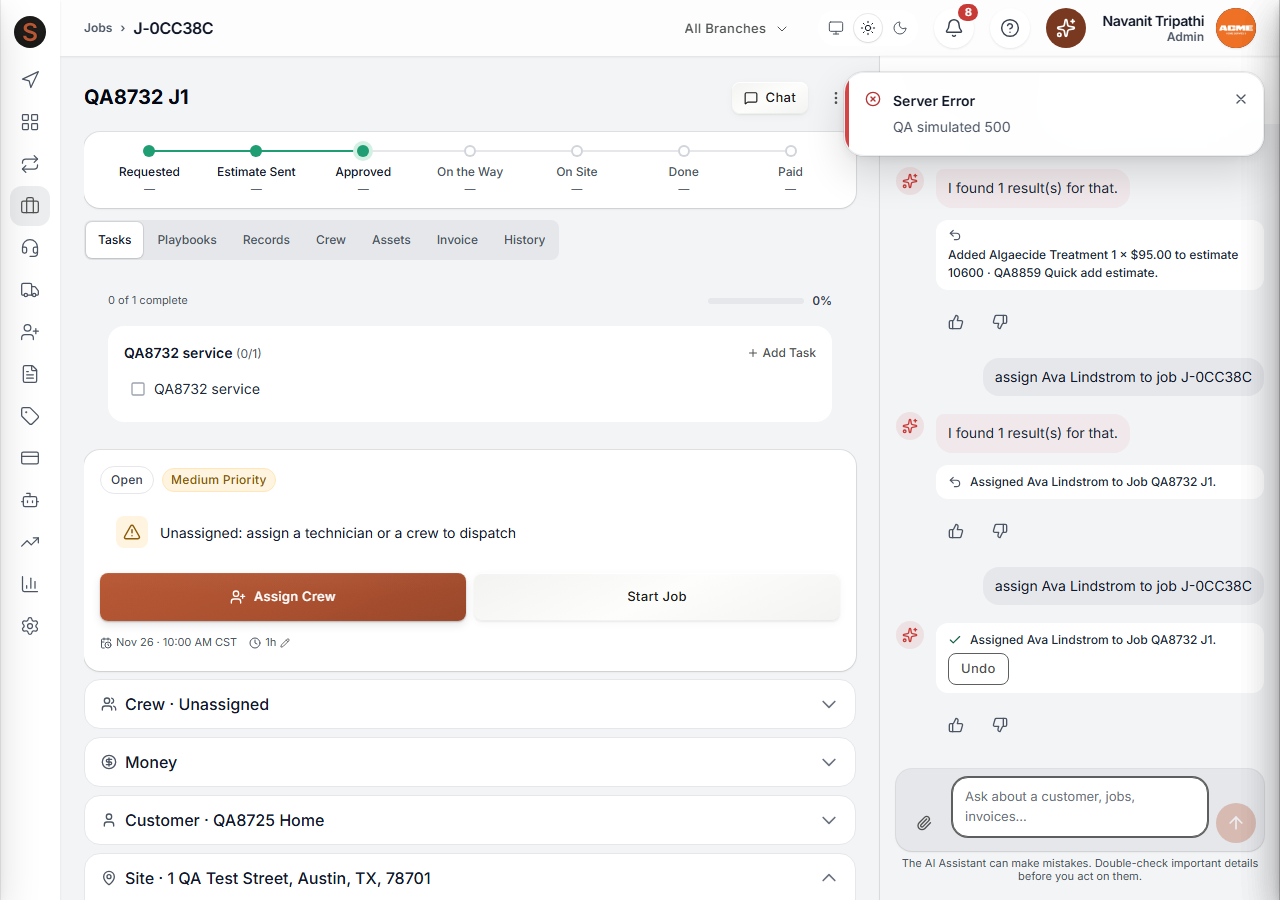 S
Jobs › J-0CC38C
All Branches
8
Navanit Tripathi
Admin
ACME
QA8732 J1
Chat
Server Error
QA simulated 500
Requested
Estimate Sent
Approved
On the Way
On Site
Done
Paid
— — — — — — —
Tasks
Playbooks
Records
Crew
Assets
Invoice
History
0 of 1 complete
0%
QA8732 service (0/1)
+ Add Task
QA8732 service
Open
Medium Priority
Unassigned: assign a technician or a crew to dispatch
Assign Crew
Start Job
Nov 26 · 10:00 AM CST
1h
Crew · Unassigned
Money
Customer · QA8725 Home
Site · 1 QA Test Street, Austin, TX, 78701
I found 1 result(s) for that.
Added Algaecide Treatment 1 × $95.00 to estimate
10600 · QA8859 Quick add estimate.
assign Ava Lindstrom to job J-0CC38C
I found 1 result(s) for that.
Assigned Ava Lindstrom to Job QA8732 J1.
assign Ava Lindstrom to job J-0CC38C
Assigned Ava Lindstrom to Job QA8732 J1.
Undo
Ask about a customer, jobs,
invoices...
The AI Assistant can make mistakes. Double-check important details
before you act on them.